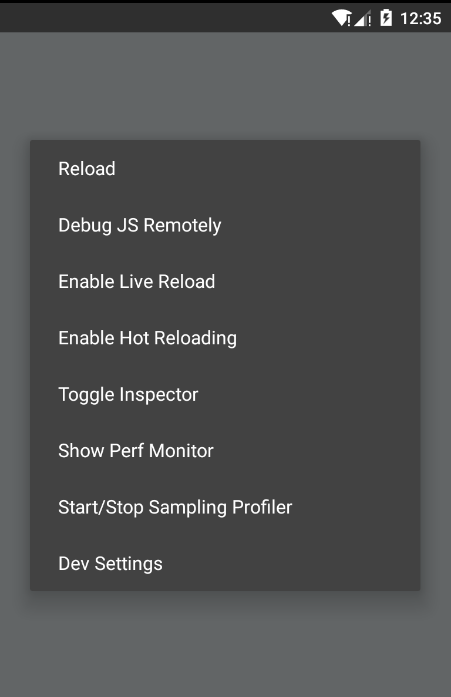 12:35
Reload
Debug JS Remotely
Enable Live Reload
Enable Hot Reloading
Toggle Inspector
Show Perf Monitor
Start/Stop Sampling Profiler
Dev Settings